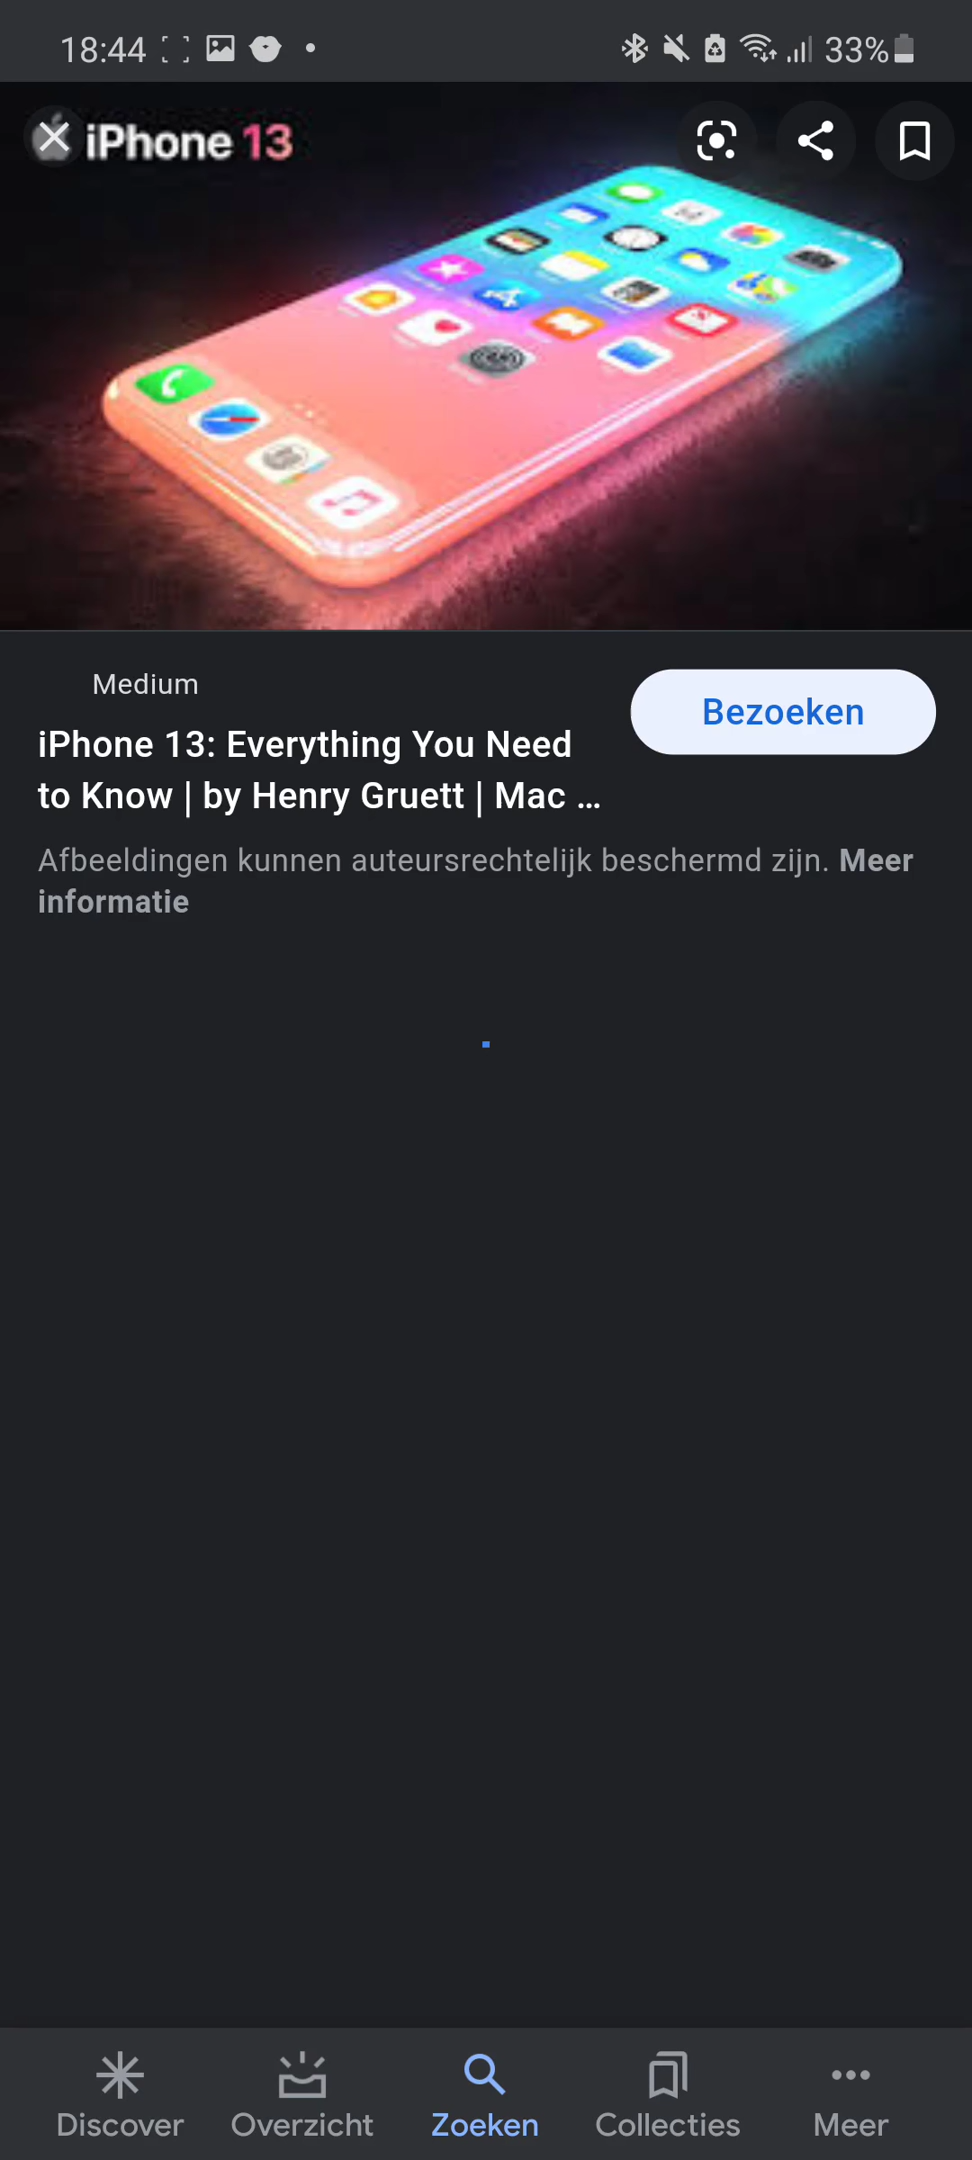 18:44
33%
iPhone 13
Medium
Bezoeken
iPhone 13: Everything You Need
to Know | by Henry Gruett | Mac ...
Afbeeldingen kunnen auteursrechtelijk beschermd zijn. Meer
informatie
Discover
Overzicht
Zoeken
Collecties
Meer